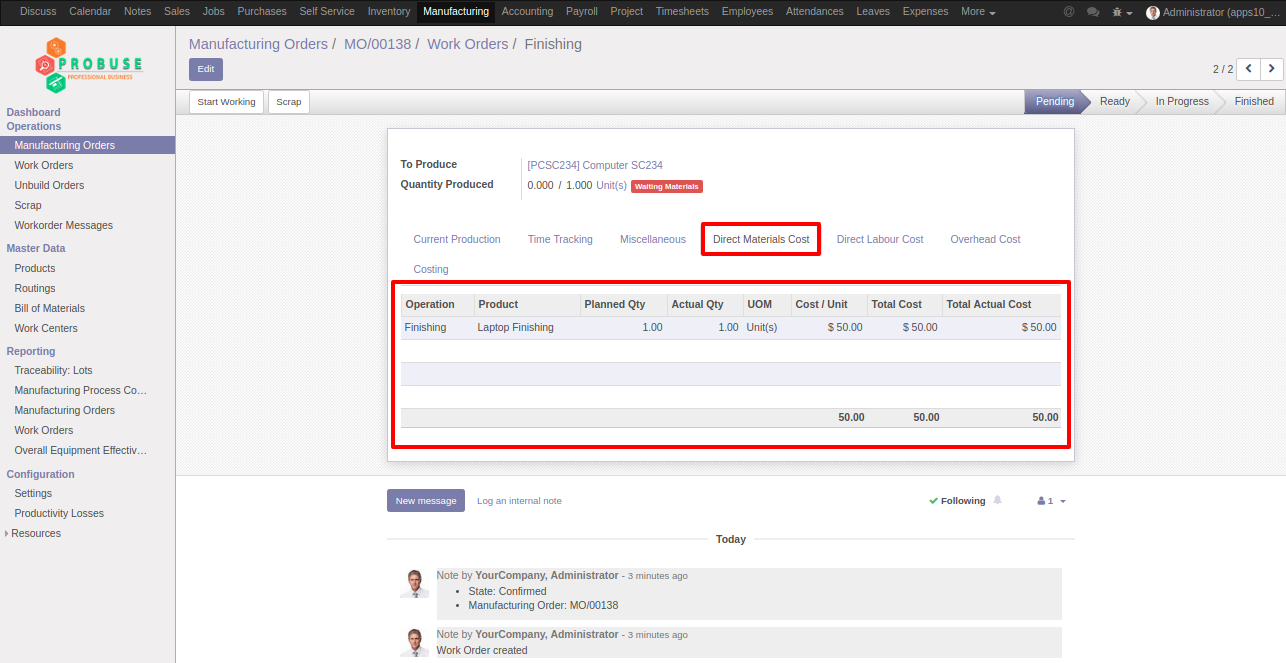 Discuss Calendar Notes Sales Jobs Purchases Self Service Inventory Manufacturing Accounting Payroll Project Timesheets Employees Attendances Leaves Expenses More @ Administrator (apps10_...
PROBUSE
PROFESSIONAL BUSINESS
Dashboard
Operations
Manufacturing Orders
Work Orders
Unbuild Orders
Scrap
Workorder Messages
Master Data
Products
Routings
Bill of Materials
Work Centers
Reporting
Traceability: Lots
Manufacturing Process Co...
Manufacturing Orders
Work Orders
Overall Equipment Effectiv...
Configuration
Settings
Productivity Losses
Resources
Manufacturing Orders / MO/00138 / Work Orders / Finishing
Edit
2 / 2
Start Working Scrap
Pending Ready In Progress Finished
To Produce [PCSC234] Computer SC234
Quantity Produced 0.000 / 1.000 Unit(s) Waiting Materials
Current Production Time Tracking Miscellaneous Direct Materials Cost Direct Labour Cost Overhead Cost
Costing
Operation Product Planned Qty Actual Qty UOM Cost / Unit Total Cost Total Actual Cost
Finishing Laptop Finishing 1.00 1.00 Unit(s) $ 50.00 $ 50.00 $ 50.00
50.00 50.00 50.00
New message Log an internal note Following 1
Today
Note by YourCompany, Administrator - 3 minutes ago
• State: Confirmed
• Manufacturing Order: MO/00138
Note by YourCompany, Administrator - 3 minutes ago
Work Order created